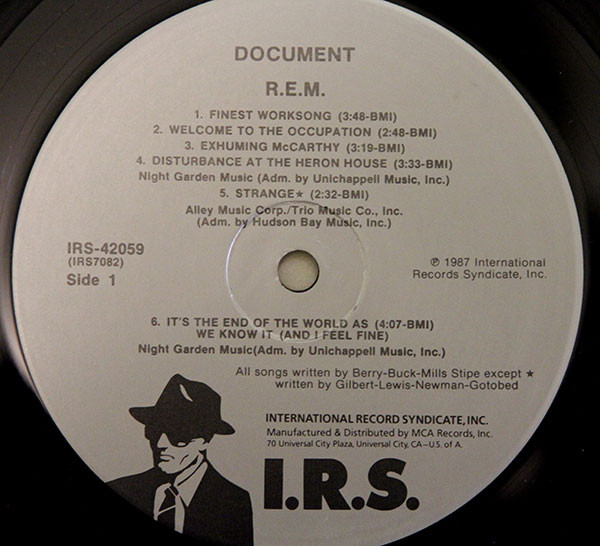 DOCUMENT
R.E.M.
1. FINEST WORKSONG (3:48-BMI)
2. WELCOME TO THE OCCUPATION (2:48-BMI)
3. EXHUMING McCARTHY (3:19-BMI)
4. DISTURBANCE AT THE HERON HOUSE (3:33-BMI)
Night Garden Music (Adm. by Unichappell Music, Inc.)
5. STRANGE★ (2:32-BMI)
Alley Music Corp./Trio Music Co., Inc.
(Adm. by Hudson Bay Music, Inc.)
IRS-42059
(IRS7082)
Side 1
℗ 1987 International
Records Syndicate, Inc.
6. IT'S THE END OF THE WORLD AS (4:07-BMI)
WE KNOW IT (AND I FEEL FINE)
Night Garden Music(Adm. by Unichappell Music, Inc.)
All songs written by Berry-Buck-Mills Stipe except ★
written by Gilbert-Lewis-Newman-Gotobed
INTERNATIONAL RECORD SYNDICATE, INC.
Manufactured & Distributed by MCA Records, Inc.
70 Universal City Plaza, Universal City, CA–U.S. of A.
I.R.S.